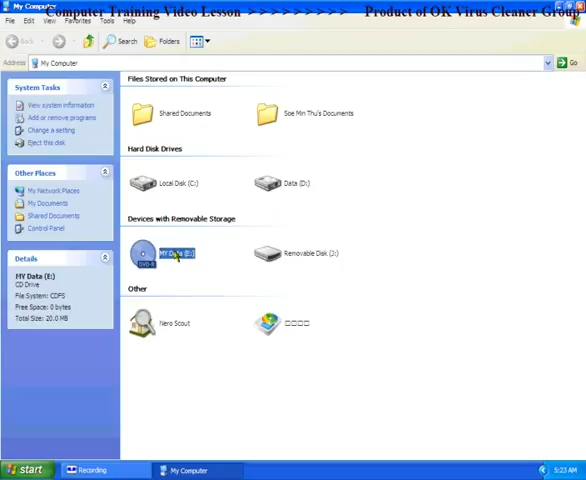 My Computer
Computer Training Video Lesson > > > > > > > > > Product of OK Virus Cleaner Group
File Edit View Favorites Tools Help
Back Search Folders
Address My Computer Go
System Tasks
View system information
Add or remove programs
Change a setting
Eject this disk
Other Places
My Network Places
My Documents
Shared Documents
Control Panel
Details
MY Data (E:)
CD Drive
File System: CDFS
Free Space: 0 bytes
Total Size: 20.0 MB
Files Stored on This Computer
Shared Documents Soe Min Thu's Documents
Hard Disk Drives
Local Disk (C:) Data (D:)
Devices with Removable Storage
MY Data (E:) Removable Disk (J:)
DVD-R
Other
Nero Scout □□□□
start Recording My Computer 5:23 AM